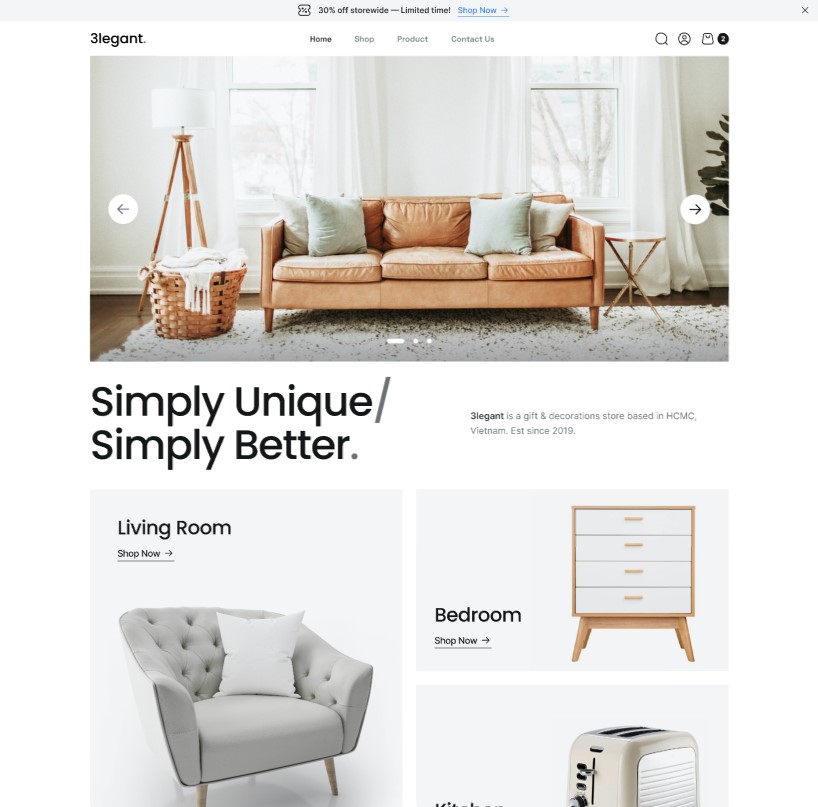 30% off storewide — Limited time! Shop Now →
3legant.
Home Shop Product Contact Us
2
Simply Unique/
Simply Better.
3legant is a gift & decorations store based in HCMC,
Vietnam. Est since 2019.
Living Room
Shop Now →
Bedroom
Shop Now →
Kitchen